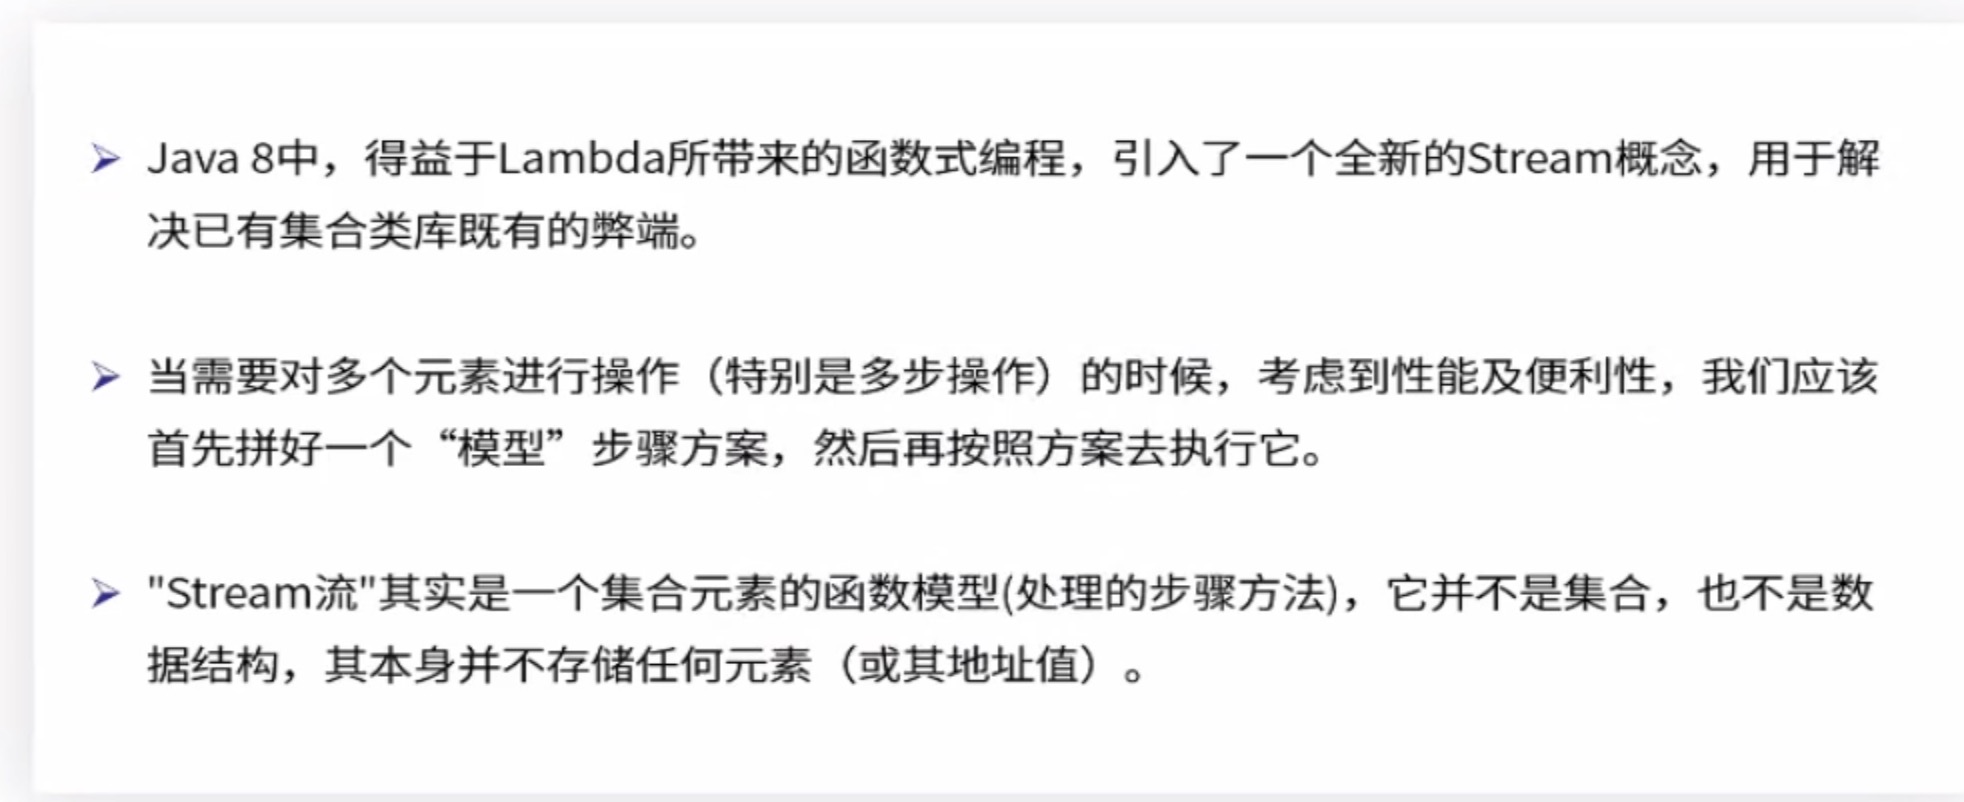 Java 8中，得益于Lambda所带来的函数式编程，引入了一个全新的Stream概念，用于解
决已有集合类库既有的弊端。
当需要对多个元素进行操作（特别是多步操作）的时候，考虑到性能及便利性，我们应该
首先拼好一个“模型”步骤方案，然后再按照方案去执行它。
"Stream流"其实是一个集合元素的函数模型(处理的步骤方法)，它并不是集合，也不是数
据结构，其本身并不存储任何元素（或其地址值）。